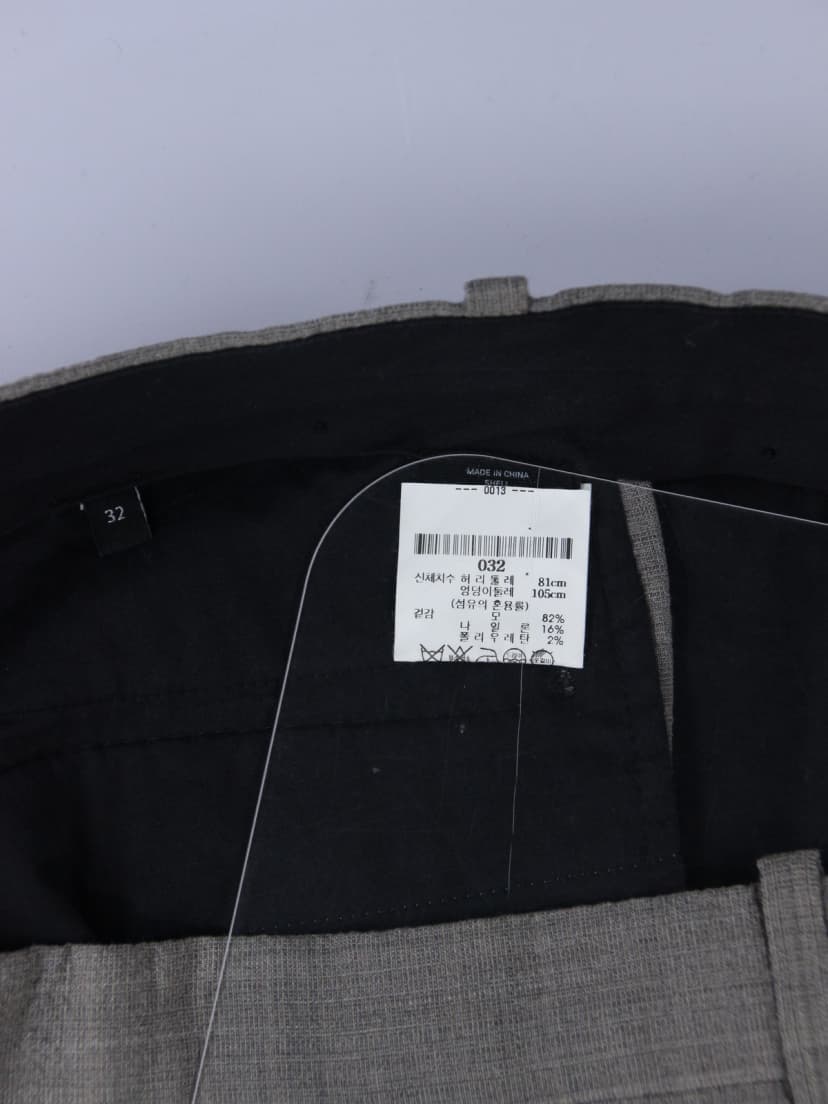 MADE IN CHINA
SHELL
--- 0013 ---
32
032
신체치수 허 리 둘 레 81cm
엉덩이둘레 105cm
(섬유의 혼용률)
겉감 모 82%
나 일 론 16%
폴 리 우 레 탄 2%